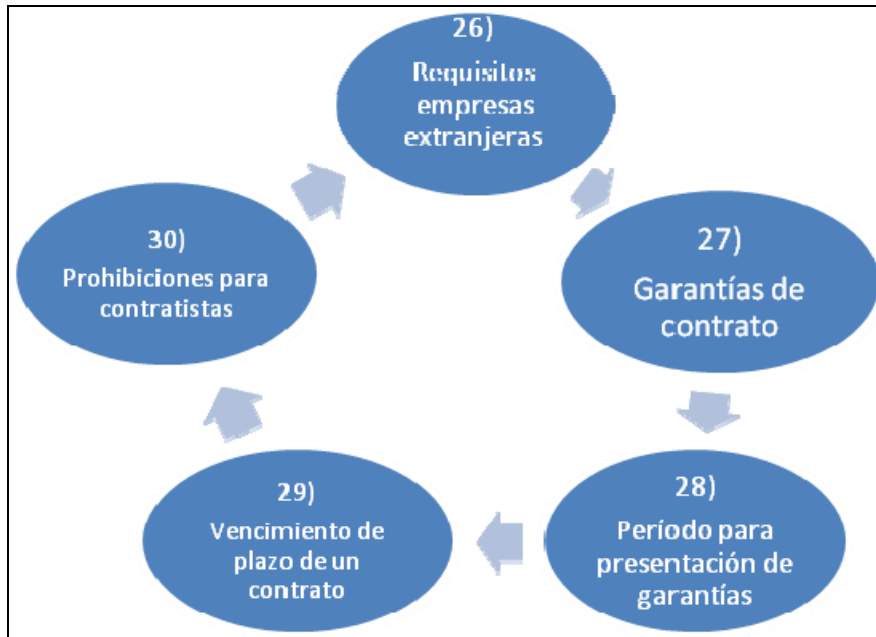 26)
Requisitos
empresas
extranjeras
27)
Garantías de
contrato
28)
Período para
presentación de
garantías
29)
Vencimiento de
plazo de un
contrato
30)
Prohibiciones para
contratistas